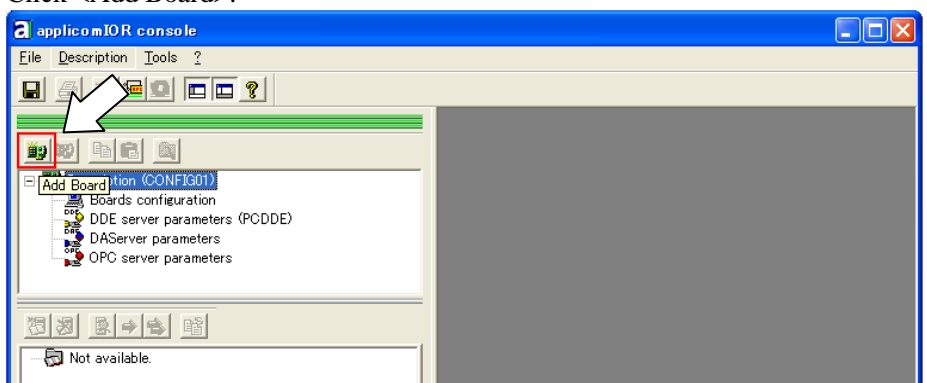 Click <Add Board>.
applicomIOR console
File Description Tools ?
Add Board
tion (CONFIG01)
Boards configuration
DDE server parameters (PCDDE)
DAServer parameters
OPC server parameters
Not available.